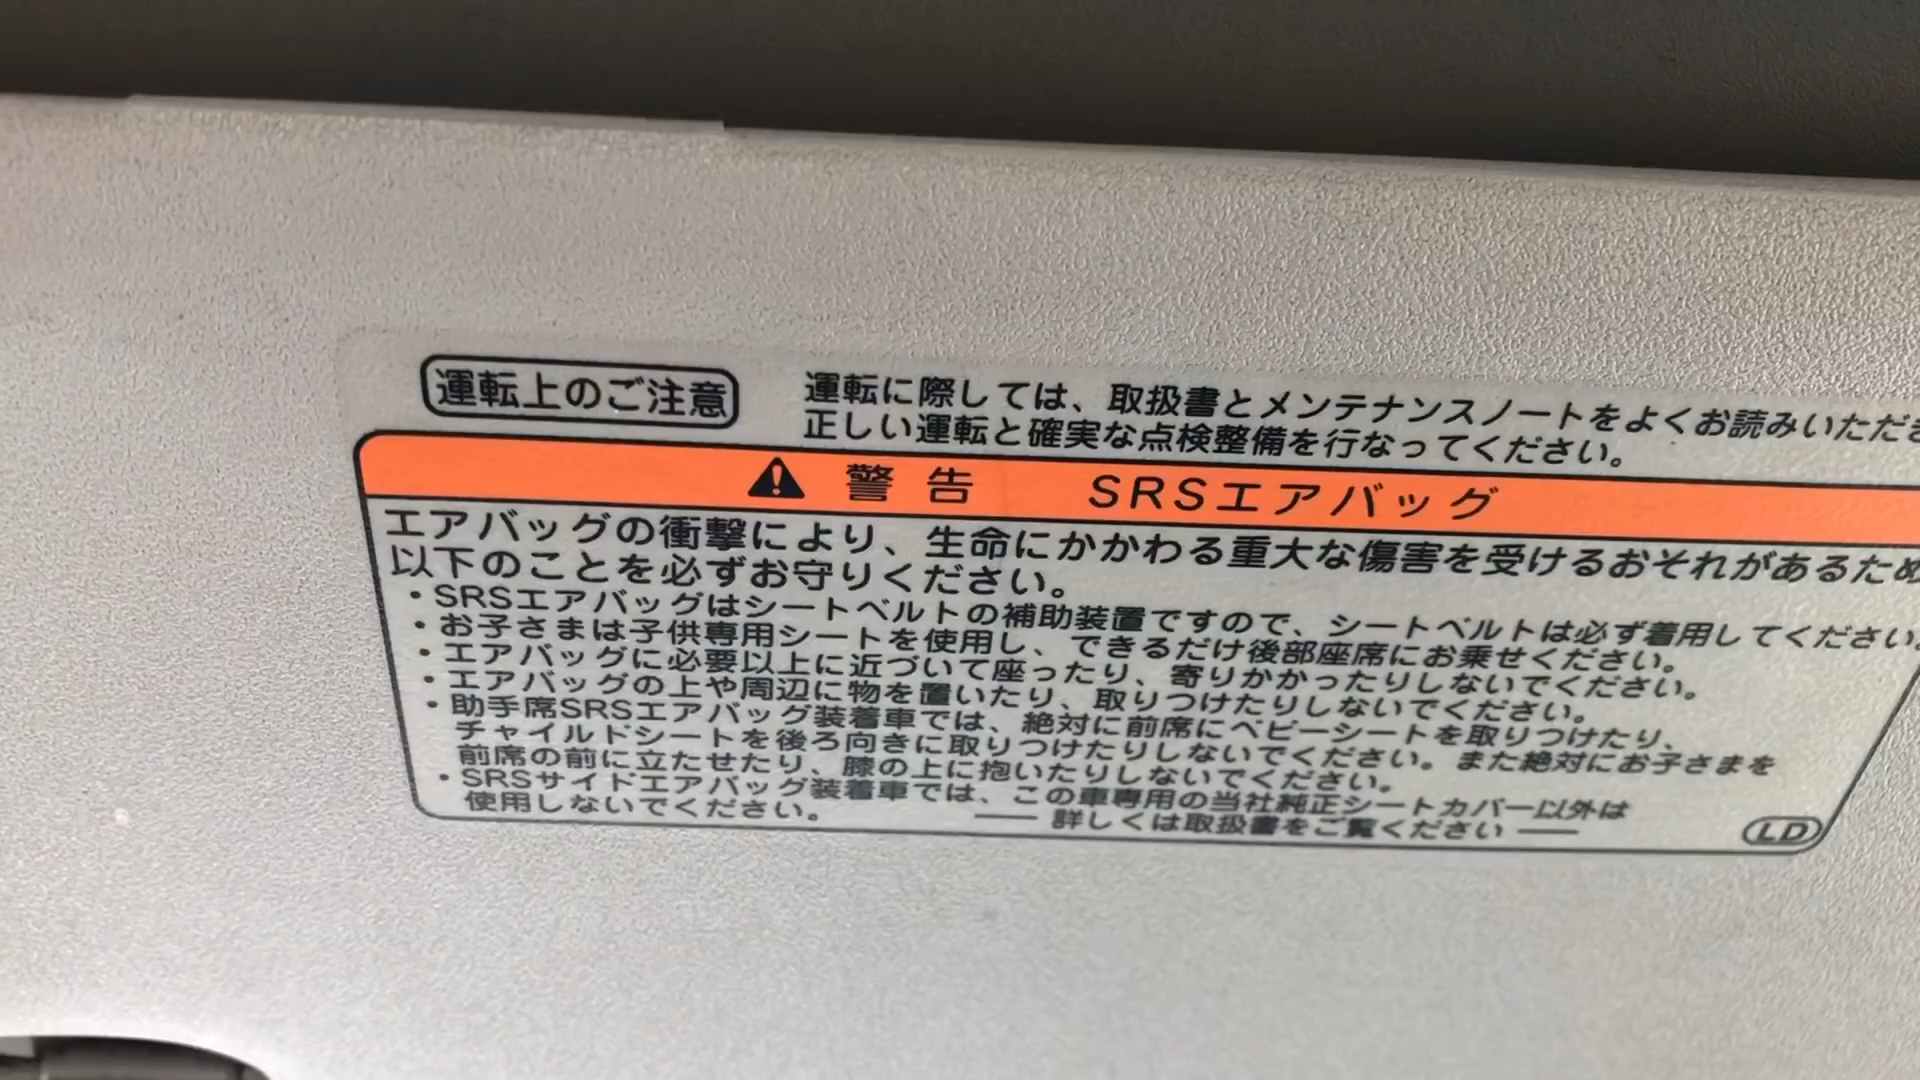 運転上のご注意
運転に際しては、取扱書とメンテナンスノートをよくお読みいただき
正しい運転と確実な点検整備を行なってください。
警告 SRSエアバッグ
エアバッグの衝撃により、生命にかかわる重大な傷害を受けるおそれがあるため
以下のことを必ずお守りください。
・SRSエアバッグはシートベルトの補助装置ですので、シートベルトは必ず着用してください。
・お子さまは子供専用シートを使用し、できるだけ後部座席にお乗せください。
・エアバッグに必要以上に近づいて座ったり、寄りかかったりしないでください。
・エアバッグの上や周辺に物を置いたり、取りつけたりしないでください。
・助手席SRSエアバッグ装着車では、絶対に前席にベビーシートを取りつけたり、
チャイルドシートを後ろ向きに取りつけたりしないでください。また絶対にお子さまを
前席の前に立たせたり、膝の上に抱いたりしないでください。
・SRSサイドエアバッグ装着車では、この車専用の当社純正シートカバー以外は
使用しないでください。
詳しくは取扱書をご覧ください
LD